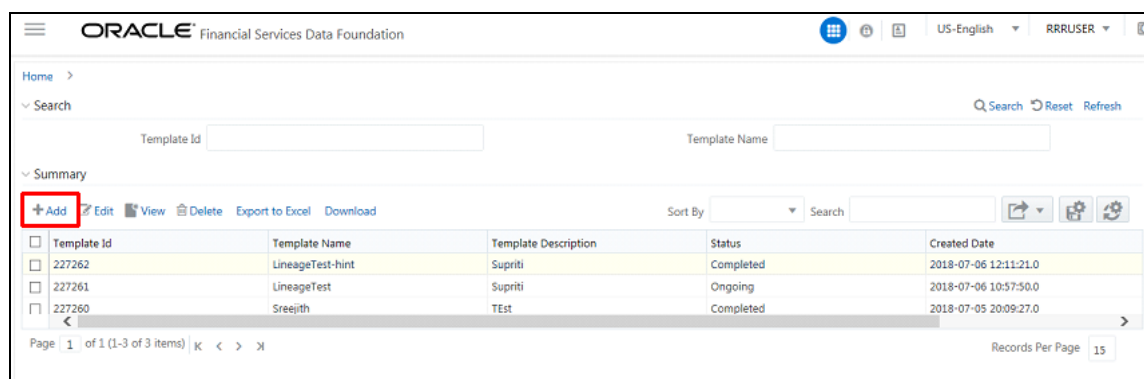 ORACLE Financial Services Data Foundation US-English RRRUSER
Home >
Search Search Reset Refresh
Template Id Template Name
Summary
+Add Edit View Delete Export to Excel Download Sort By Search
Template Id Template Name Template Description Status Created Date
227262 LineageTest-hint Supriti Completed 2018-07-06 12:11:21.0
227261 LineageTest Supriti Ongoing 2018-07-06 10:57:50.0
227260 Sreejith TEst Completed 2018-07-05 20:09:27.0
Page 1 of 1 (1-3 of 3 items) Records Per Page 15